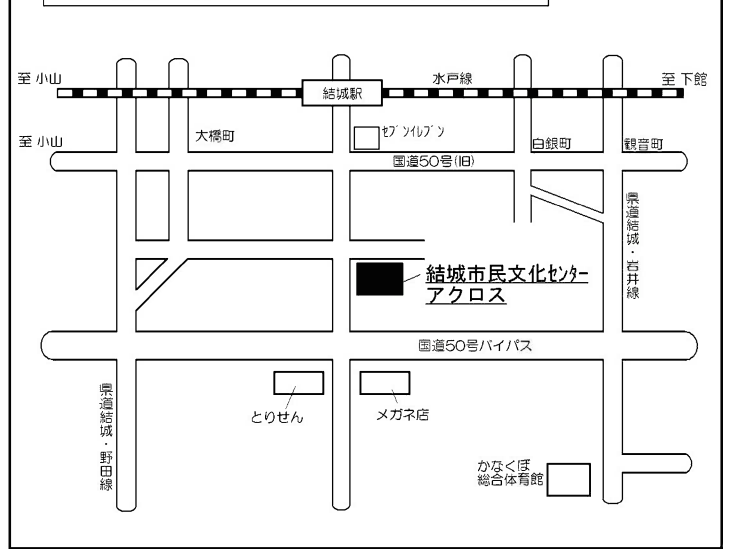 至 小山
水戸線
至 下館
結城駅
至 小山
大橋町
ｾﾌﾞﾝｲﾚﾌﾞﾝ
白銀町
観音町
国道50号(旧)
県道結城・岩井線
結城市民文化ｾﾝﾀｰ
アクロス
国道50号バイパス
県道結城・野田線
とりせん
メガネ店
かなくぼ
総合体育館